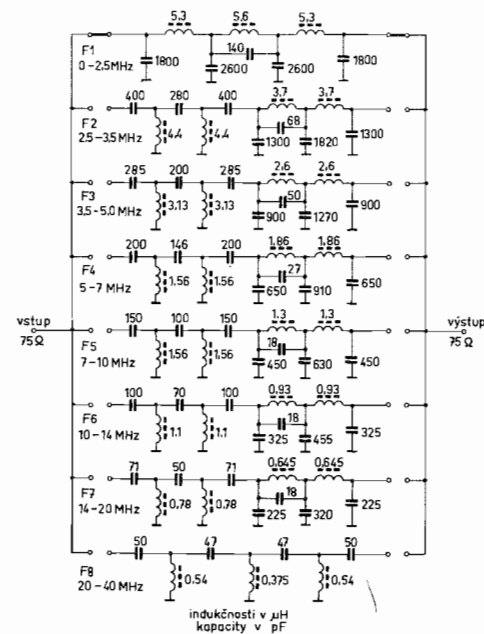 5,3 5,6 5,3
F1
0-2,5MHz
140
1800 2600 2600 1800
400 280 400 3,7 3,7
F2
2,5-3,5 MHz
68
4,4 4,4 1300 1820 1300
285 200 285 2,6 2,6
F3
3,5-5,0 MHz
50
3,13 3,13 900 1270 900
200 146 200 1,86 1,86
F4
5-7 MHz
27
1,56 1,56 650 910 650
vstup
75 Ω
výstup
75 Ω
150 100 150 1,3 1,3
F5
7-10 MHz
18
1,56 1,56 450 630 450
100 70 100 0,93 0,93
F6
10-14 MHz
18
1,1 1,1 325 455 325
71 50 71 0,645 0,645
F7
14-20 MHz
18
0,78 0,78 225 320 225
50 47 47 50
F8
20-40 MHz
0,54 0,375 0,54
indukčnosti v µH
kapacity v pF